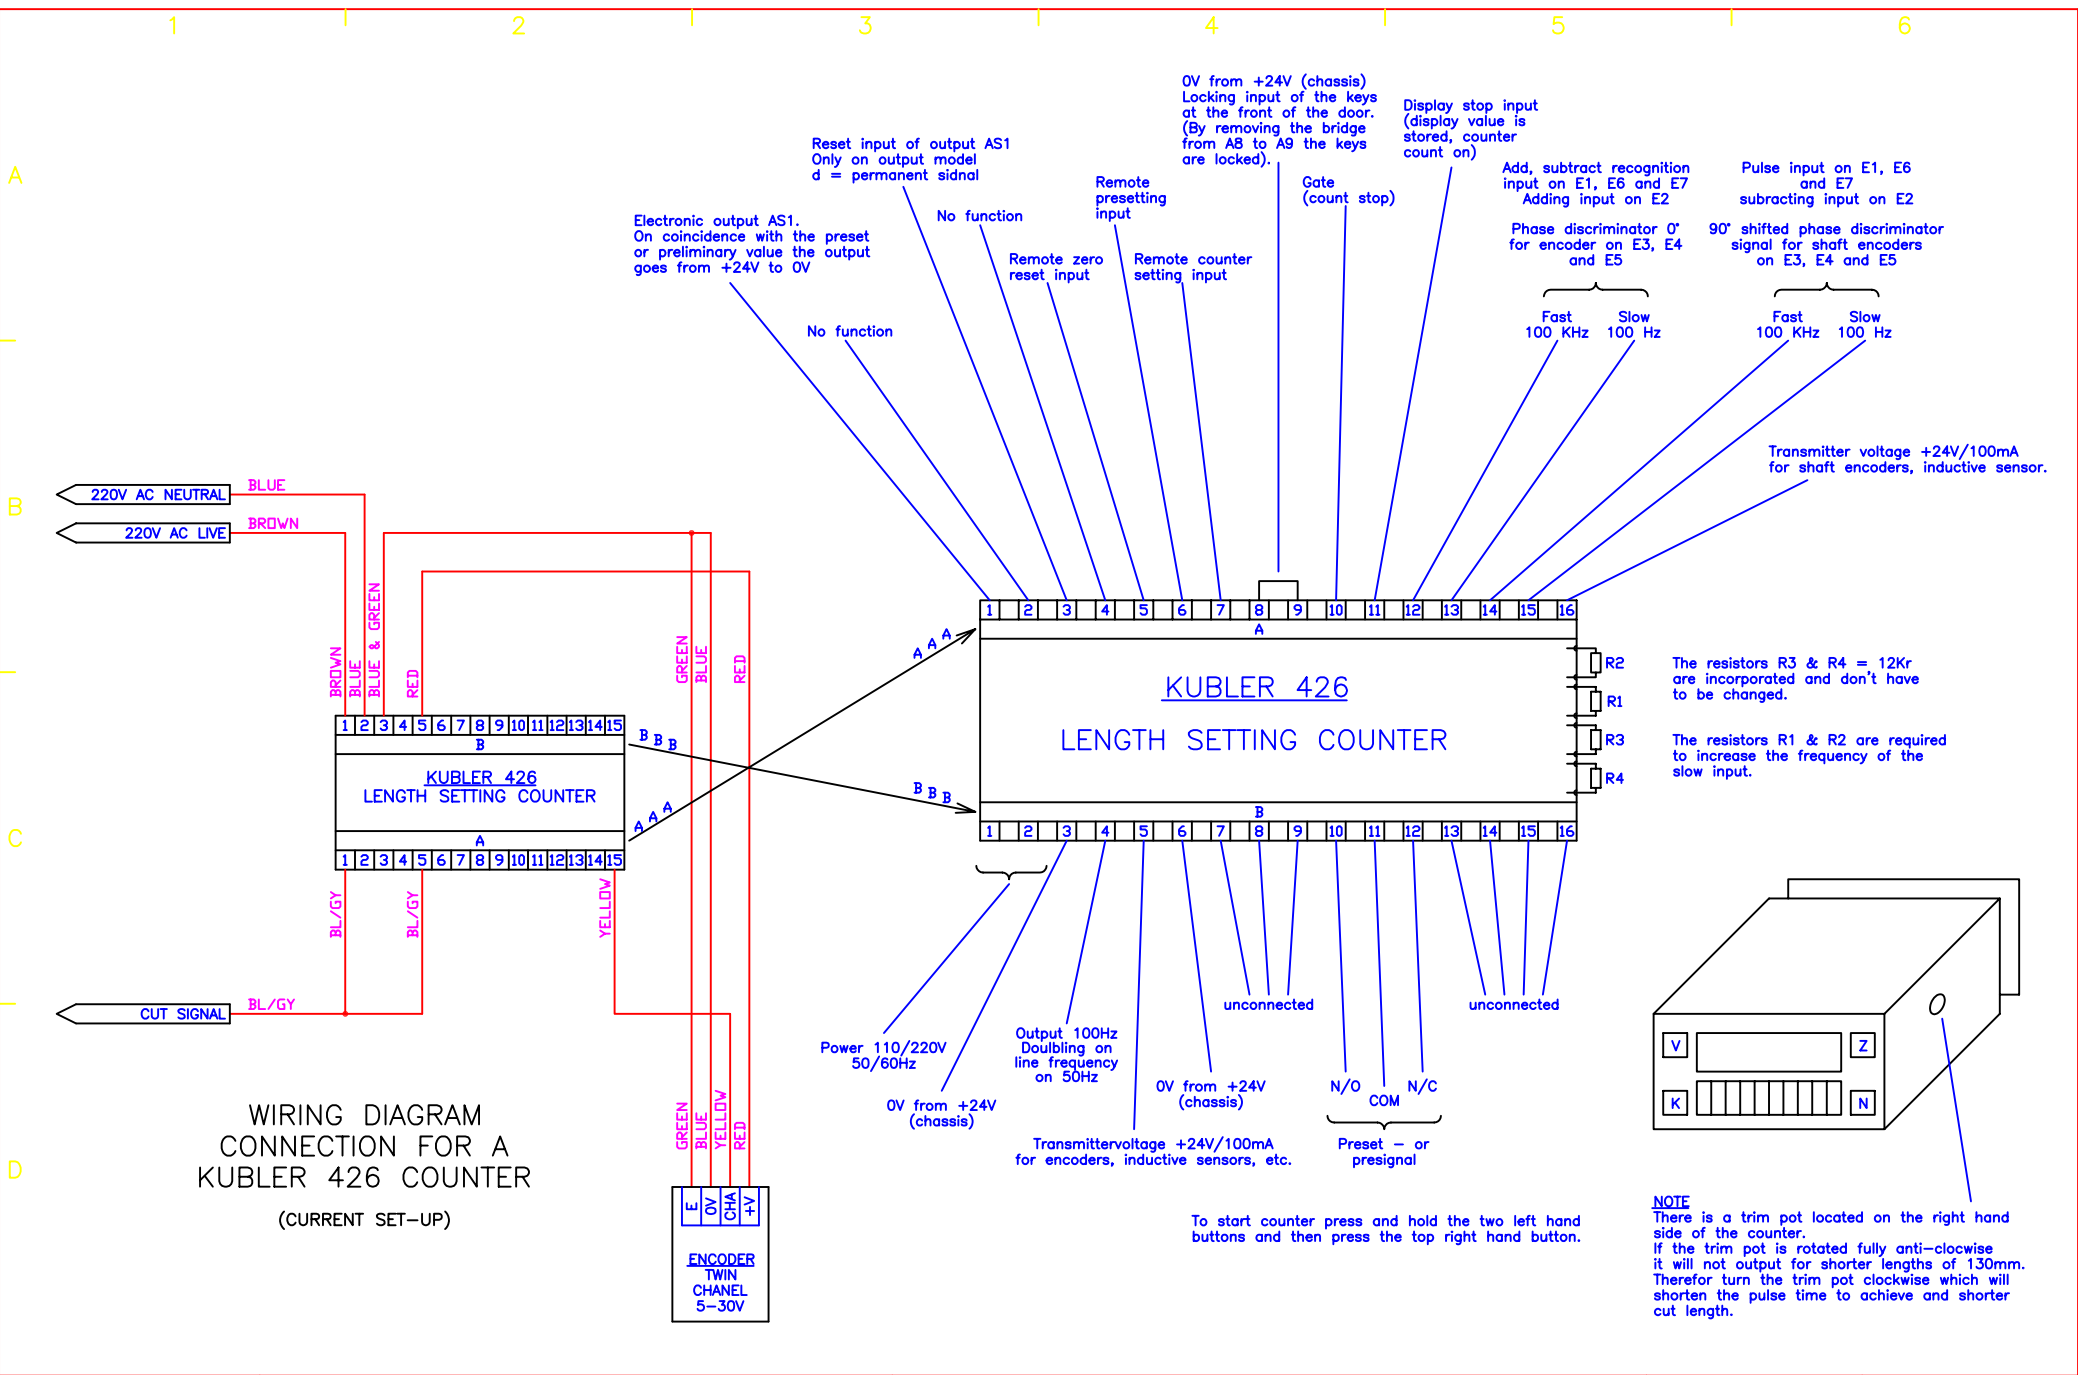 1
2
3
4
5
6
A
B
C
D
0V from +24V (chassis)
Locking input of the keys
at the front of the door.
(By removing the bridge
from A8 to A9 the keys
are locked).
Display stop input
(display value is
stored, counter
count on)
Reset input of output AS1
Only on output model
d = permanent sidnal
Remote
presetting
input
Gate
(count stop)
Add, subtract recognition
input on E1, E6 and E7
Adding input on E2
Pulse input on E1, E6
and E7
subracting input on E2
Electronic output AS1.
On coincidence with the preset
or preliminary value the output
goes from +24V to 0V
No function
Remote zero
reset input
Remote counter
setting input
Phase discriminator 0°
for encoder on E3, E4
and E5
90° shifted phase discriminator
signal for shaft encoders
on E3, E4 and E5
No function
Fast
100 KHz
Slow
100 Hz
Fast
100 KHz
Slow
100 Hz
Transmitter voltage +24V/100mA
for shaft encoders, inductive sensor.
220V AC NEUTRAL
BLUE
220V AC LIVE
BROWN
BROWN
BLUE
BLUE & GREEN
RED
GREEN
BLUE
RED
1 2 3 4 5 6 7 8 9 10 11 12 13 14 15
B
KUBLER 426
LENGTH SETTING COUNTER
A
1 2 3 4 5 6 7 8 9 10 11 12 13 14 15
A A A
B B B
A A A
B B B
1 2 3 4 5 6 7 8 9 10 11 12 13 14 15 16
A
KUBLER 426
LENGTH SETTING COUNTER
B
1 2 3 4 5 6 7 8 9 10 11 12 13 14 15 16
R2
R1
R3
R4
The resistors R3 & R4 = 12Kr
are incorporated and don't have
to be changed.
The resistors R1 & R2 are required
to increase the frequency of the
slow input.
BL/GY
BL/GY
YELLOW
CUT SIGNAL
BL/GY
unconnected
unconnected
Power 110/220V
50/60Hz
Output 100Hz
Doulbling on
line frequency
on 50Hz
0V from +24V
(chassis)
0V from +24V
(chassis)
N/O
COM
N/C
Transmittervoltage +24V/100mA
for encoders, inductive sensors, etc.
Preset - or
presignal
V
Z
K
N
WIRING DIAGRAM
CONNECTION FOR A
KUBLER 426 COUNTER
(CURRENT SET-UP)
GREEN
BLUE
YELLOW
RED
E
0V
CHA
+V
ENCODER
TWIN
CHANEL
5-30V
To start counter press and hold the two left hand
buttons and then press the top right hand button.
NOTE
There is a trim pot located on the right hand
side of the counter.
If the trim pot is rotated fully anti-clocwise
it will not output for shorter lengths of 130mm.
Therefor turn the trim pot clockwise which will
shorten the pulse time to achieve and shorter
cut length.